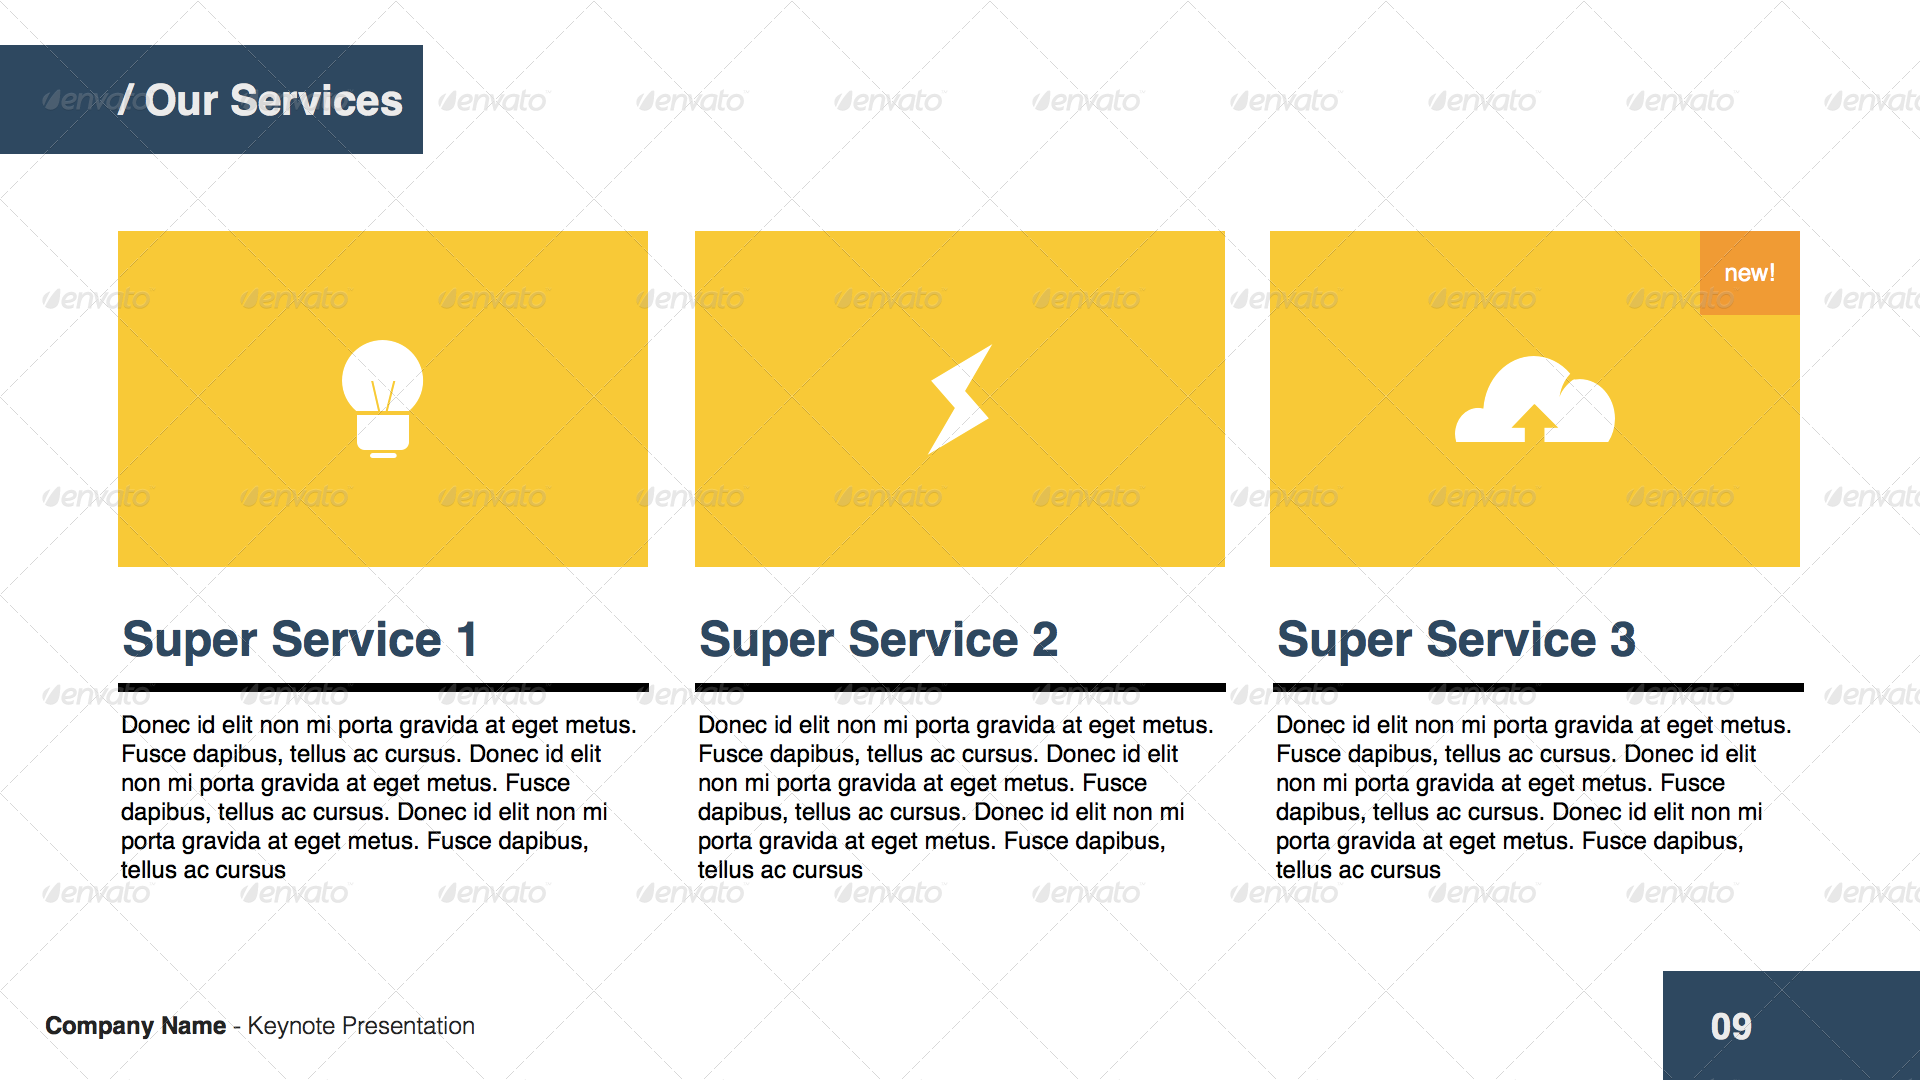 / Our Services
new!
Super Service 1
Donec id elit non mi porta gravida at eget metus.
Fusce dapibus, tellus ac cursus. Donec id elit
non mi porta gravida at eget metus. Fusce
dapibus, tellus ac cursus. Donec id elit non mi
porta gravida at eget metus. Fusce dapibus,
tellus ac cursus
Super Service 2
Donec id elit non mi porta gravida at eget metus.
Fusce dapibus, tellus ac cursus. Donec id elit
non mi porta gravida at eget metus. Fusce
dapibus, tellus ac cursus. Donec id elit non mi
porta gravida at eget metus. Fusce dapibus,
tellus ac cursus
Super Service 3
Donec id elit non mi porta gravida at eget metus.
Fusce dapibus, tellus ac cursus. Donec id elit
non mi porta gravida at eget metus. Fusce
dapibus, tellus ac cursus. Donec id elit non mi
porta gravida at eget metus. Fusce dapibus,
tellus ac cursus
Company Name - Keynote Presentation
09
envato